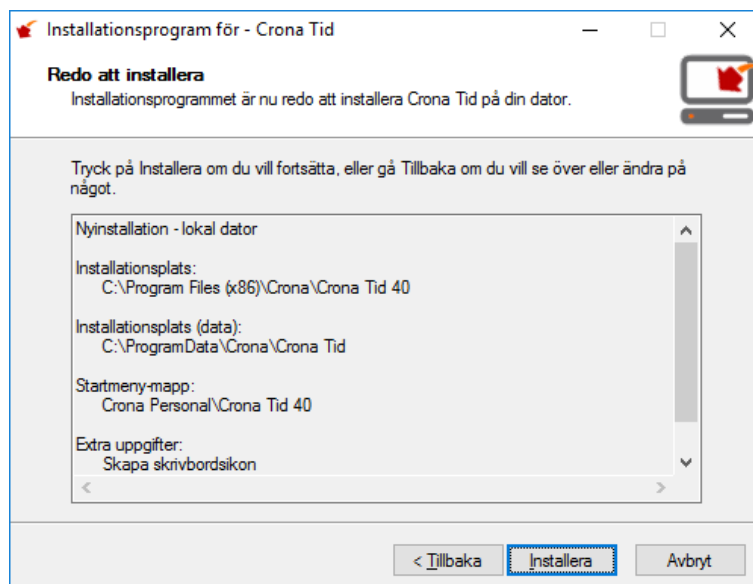 Installationsprogram för - Crona Tid
Redo att installera
Installationsprogrammet är nu redo att installera Crona Tid på din dator.
Tryck på Installera om du vill fortsätta, eller gå Tillbaka om du vill se över eller ändra på
något.
Nyinstallation - lokal dator
Installationsplats:
C:\Program Files (x86)\Crona\Crona Tid 40
Installationsplats (data):
C:\ProgramData\Crona\Crona Tid
Startmeny-mapp:
Crona Personal\Crona Tid 40
Extra uppgifter:
Skapa skrivbordsikon
< Tillbaka
Installera
Avbryt